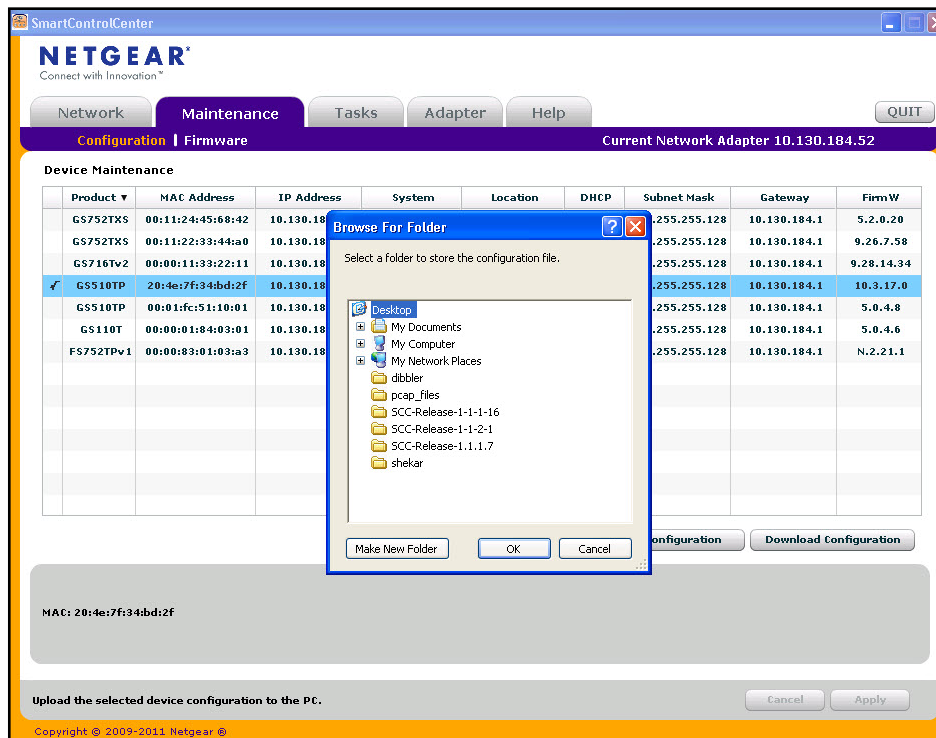 SmartControlCenter
NETGEAR®
Connect with Innovation™
Network Maintenance Tasks Adapter Help QUIT
Configuration | Firmware Current Network Adapter 10.130.184.52
Device Maintenance
Product ▼ MAC Address IP Address System Location DHCP Subnet Mask Gateway FirmW
GS752TXS 00:11:24:45:68:42 10.130.18 .255.255.128 10.130.184.1 5.2.0.20
GS752TXS 00:11:22:33:44:a0 10.130.18 .255.255.128 10.130.184.1 9.26.7.58
GS716Tv2 00:00:11:33:22:11 10.130.18 .255.255.128 10.130.184.1 9.28.14.34
√ GS510TP 20:4e:7f:34:bd:2f 10.130.18 .255.255.128 10.130.184.1 10.3.17.0
GS510TP 00:01:fc:51:10:01 10.130.18 .255.255.128 10.130.184.1 5.0.4.8
GS110T 00:00:01:84:03:01 10.130.18 .255.255.128 10.130.184.1 5.0.4.6
FS752TPv1 00:00:83:01:03:a3 10.130.18 .255.255.128 10.130.184.1 N.2.21.1
Browse For Folder
Select a folder to store the configuration file.
Desktop
My Documents
My Computer
My Network Places
dibbler
pcap_files
SCC-Release-1-1-1-16
SCC-Release-1-1-2-1
SCC-Release-1.1.1.7
shekar
Make New Folder OK Cancel
onfiguration Download Configuration
MAC: 20:4e:7f:34:bd:2f
Upload the selected device configuration to the PC. Cancel Apply
Copyright © 2009-2011 Netgear ®